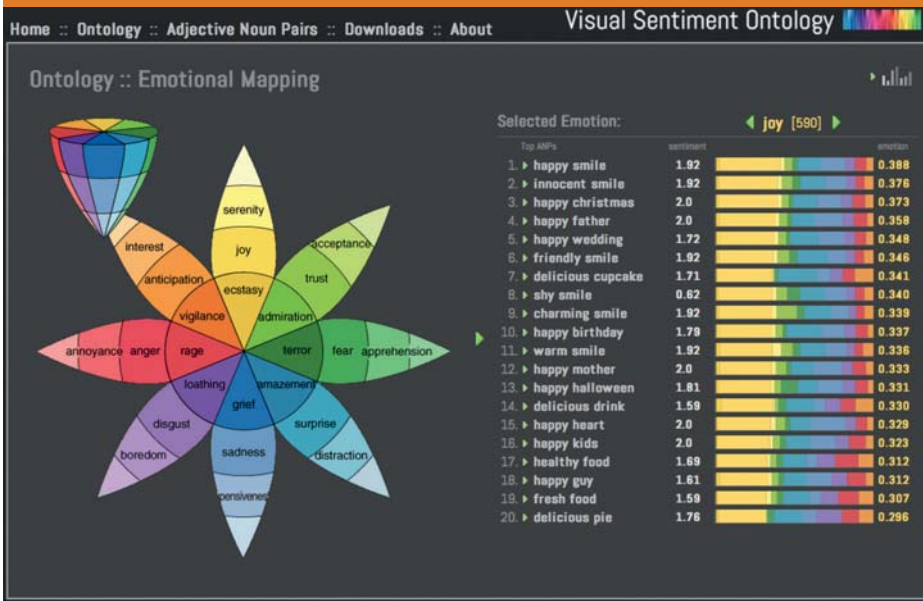 Home :: Ontology :: Adjective Noun Pairs :: Downloads :: About
Visual Sentiment Ontology
Ontology :: Emotional Mapping
serenity
joy
ecstasy
interest
anticipation
vigilance
acceptance
trust
admiration
annoyance anger rage
terror fear apprehension
loathing
disgust
boredom
grief
sadness
pensiveness
amazement
surprise
distraction
Selected Emotion: joy [590]
Top ANPs sentiment emotion
1. happy smile 1.92 0.388
2. innocent smile 1.92 0.376
3. happy christmas 2.0 0.373
4. happy father 2.0 0.358
5. happy wedding 1.72 0.348
6. friendly smile 1.92 0.346
7. delicious cupcake 1.71 0.341
8. shy smile 0.62 0.340
9. charming smile 1.92 0.339
10. happy birthday 1.79 0.337
11. warm smile 1.92 0.336
12. happy mother 2.0 0.333
13. happy halloween 1.81 0.331
14. delicious drink 1.59 0.330
15. happy heart 2.0 0.329
16. happy kids 2.0 0.323
17. healthy food 1.69 0.312
18. happy guy 1.61 0.312
19. fresh food 1.59 0.307
20. delicious pie 1.76 0.296